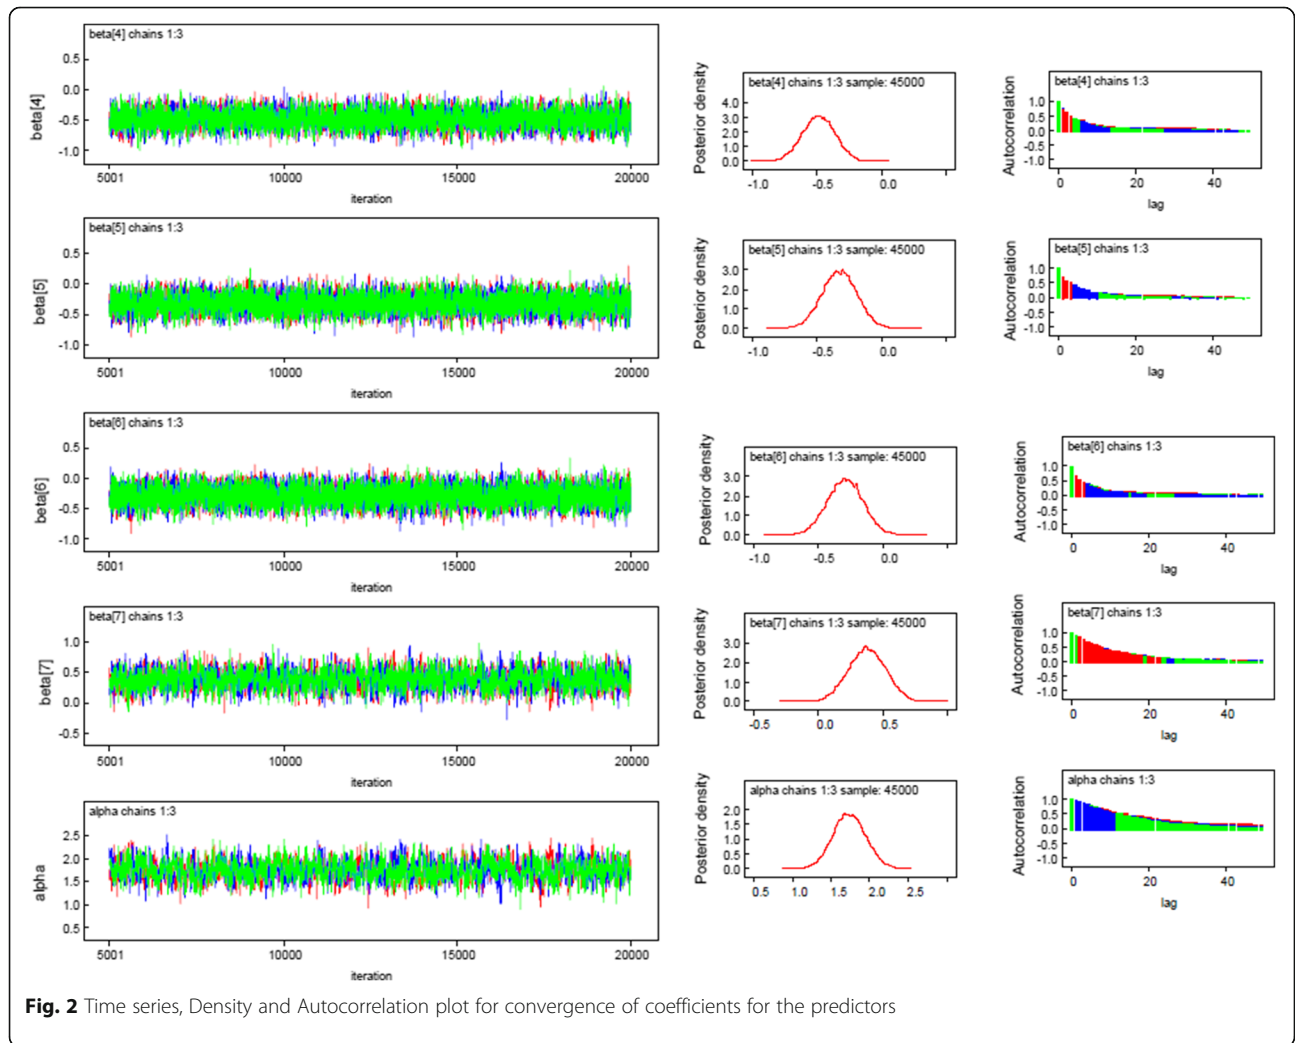 beta[4] chains 1:3
beta[4]
0.5
0.0
-0.5
-1.0
5001 10000 15000 20000
iteration
beta[4] chains 1:3 sample: 45000
Posterior density
4.0
3.0
2.0
1.0
0.0
-1.0 -0.5 0.0
beta[4] chains 1:3
Autocorrelation
1.0
0.5
0.0
-0.5
-1.0
0 20 40
lag
beta[5] chains 1:3
beta[5]
0.5
0.0
-0.5
-1.0
5001 10000 15000 20000
iteration
beta[5] chains 1:3 sample: 45000
Posterior density
3.0
2.0
1.0
0.0
-1.0 -0.5 0.0
beta[5] chains 1:3
Autocorrelation
1.0
0.5
0.0
-0.5
-1.0
0 20 40
lag
beta[6] chains 1:3
beta[6]
0.5
0.0
-0.5
-1.0
5001 10000 15000 20000
iteration
beta[6] chains 1:3 sample: 45000
Posterior density
3.0
2.0
1.0
0.0
-1.0 -0.5 0.0
beta[6] chains 1:3
Autocorrelation
1.0
0.5
0.0
-0.5
-1.0
0 20 40
lag
beta[7] chains 1:3
beta[7]
1.0
0.5
0.0
-0.5
5001 10000 15000 20000
iteration
beta[7] chains 1:3 sample: 45000
Posterior density
3.0
2.0
1.0
0.0
-0.5 0.0 0.5
beta[7] chains 1:3
Autocorrelation
1.0
0.5
0.0
-0.5
-1.0
0 20 40
lag
alpha chains 1:3
alpha
2.5
2.0
1.5
1.0
0.5
5001 10000 15000 20000
iteration
alpha chains 1:3 sample: 45000
Posterior density
2.0
1.5
1.0
0.5
0.0
0.5 1.0 1.5 2.0 2.5
alpha chains 1:3
Autocorrelation
1.0
0.5
0.0
-0.5
-1.0
0 20 40
lag
Fig. 2 Time series, Density and Autocorrelation plot for convergence of coefficients for the predictors